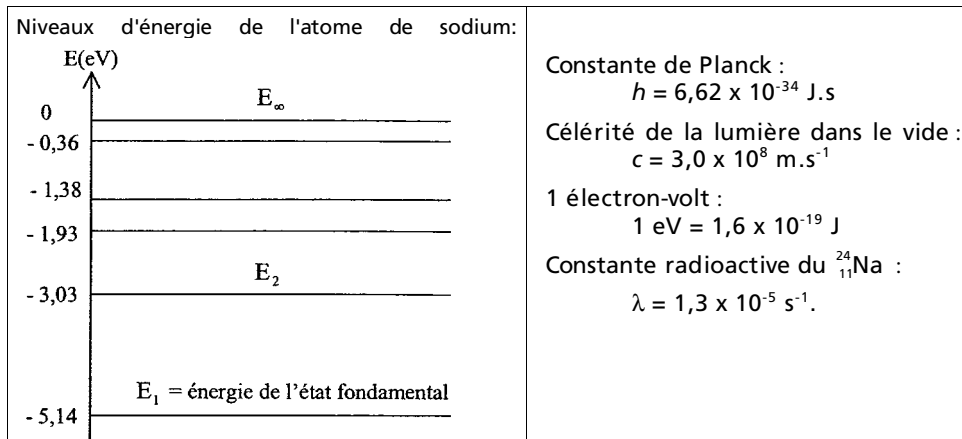 Niveaux d'énergie de l'atome de sodium:
E(eV)
E∞
0
- 0,36
- 1,38
- 1,93
E₂
- 3,03
E₁ = énergie de l'état fondamental
- 5,14
Constante de Planck :
h = 6,62 x 10⁻³⁴ J.s
Célérité de la lumière dans le vide :
c = 3,0 x 10⁸ m.s⁻¹
1 électron-volt :
1 eV = 1,6 x 10⁻¹⁹ J
Constante radioactive du ²⁴₁₁Na :
λ = 1,3 x 10⁻⁵ s⁻¹.